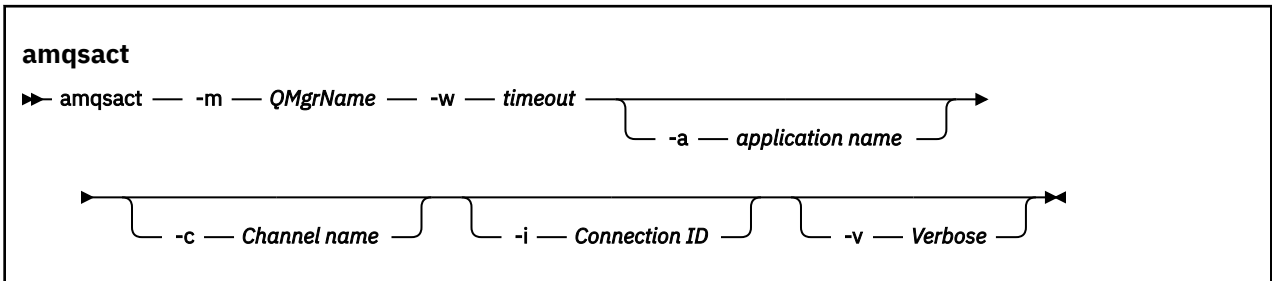 amqsact
amqsact -m QMgrName -w timeout
-a application name
-c Channel name -i Connection ID -v Verbose